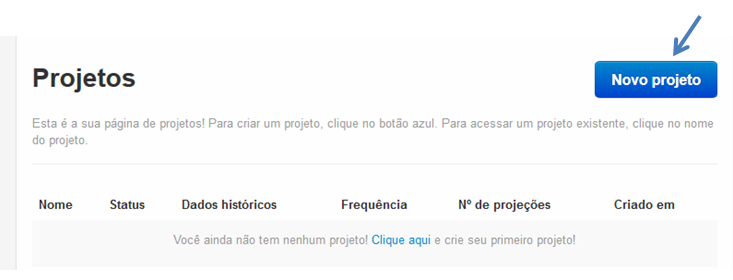 Projetos
Novo projeto
Esta é a sua página de projetos! Para criar um projeto, clique no botão azul. Para acessar um projeto existente, clique no nome
do projeto.
Nome Status Dados históricos Frequência Nº de projeções Criado em
Você ainda não tem nenhum projeto! Clique aqui e crie seu primeiro projeto!